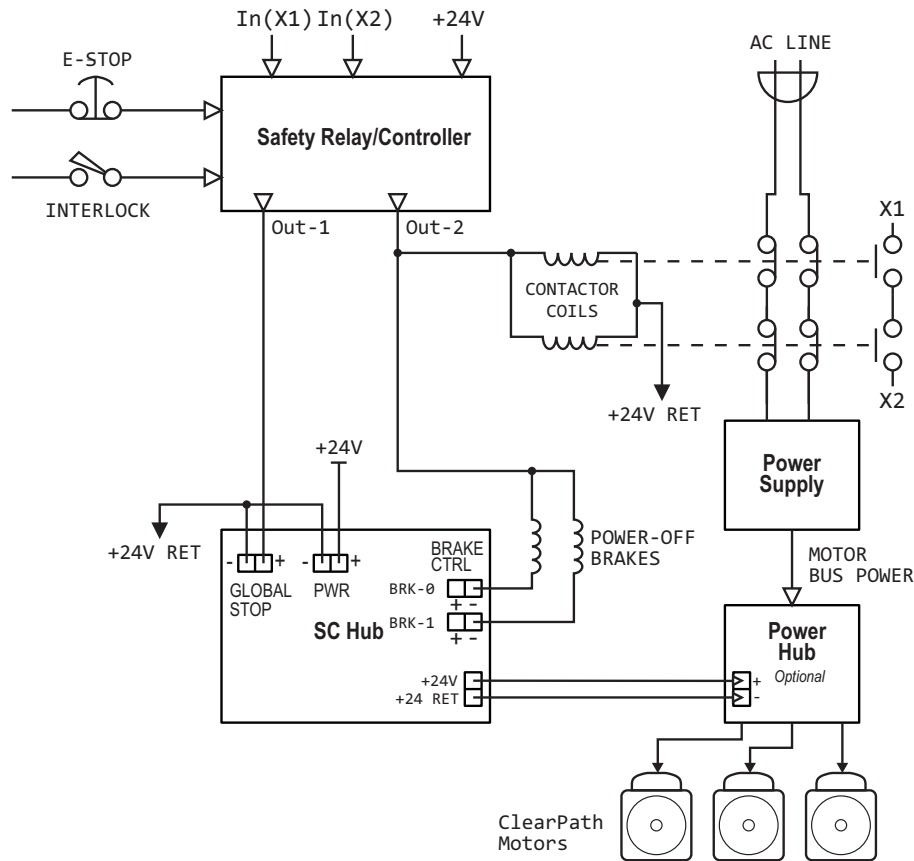 In(X1) In(X2) +24V
AC LINE
E-STOP
Safety Relay/Controller
INTERLOCK
Out-1
Out-2
X1
CONTACTOR
COILS
X2
+24V RET
Power
Supply
+24V
POWER-OFF
BRAKES
+24V RET
- +
- +
BRAKE
CTRL
GLOBAL
STOP
PWR
BRK-0
+ -
BRK-1
+ -
SC Hub
MOTOR
BUS POWER
Power
Hub
Optional
+24V
+24 RET
+
-
ClearPath
Motors